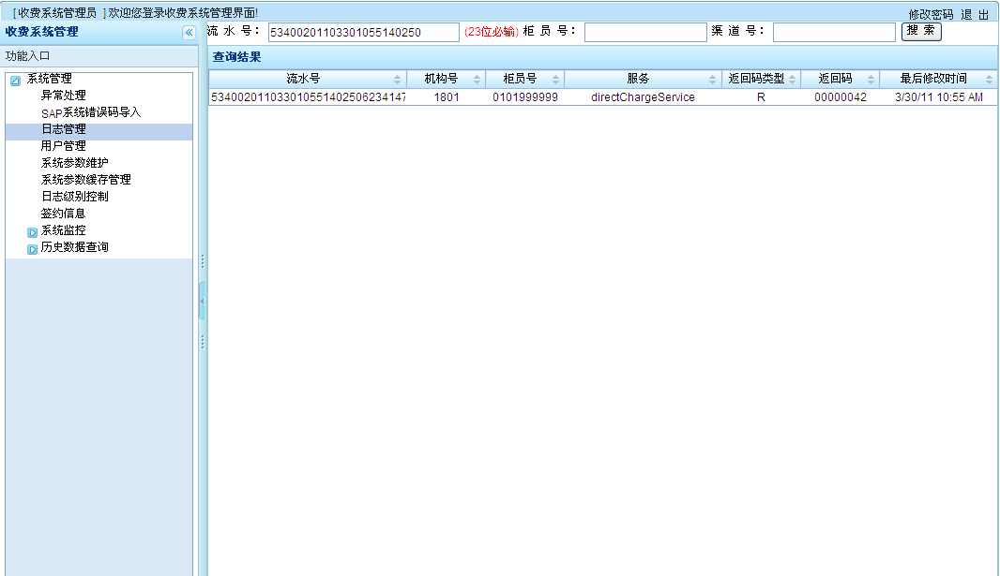 [ 收费系统管理员 ] 欢迎您登录收费系统管理界面! 修改密码 退 出
收费系统管理 «
功能入口
系统管理
异常处理
SAP系统错误码导入
日志管理
用户管理
系统参数维护
系统参数缓存管理
日志级别控制
签约信息
系统监控
历史数据查询
流 水 号： 53400201103301055140250 (23位必输) 柜 员 号： 渠 道 号： 搜 索
查询结果
流水号 机构号 柜员号 服务 返回码类型 返回码 最后修改时间
534002011033010551402506234147 1801 0101999999 directChargeService R 00000042 3/30/11 10:55 AM